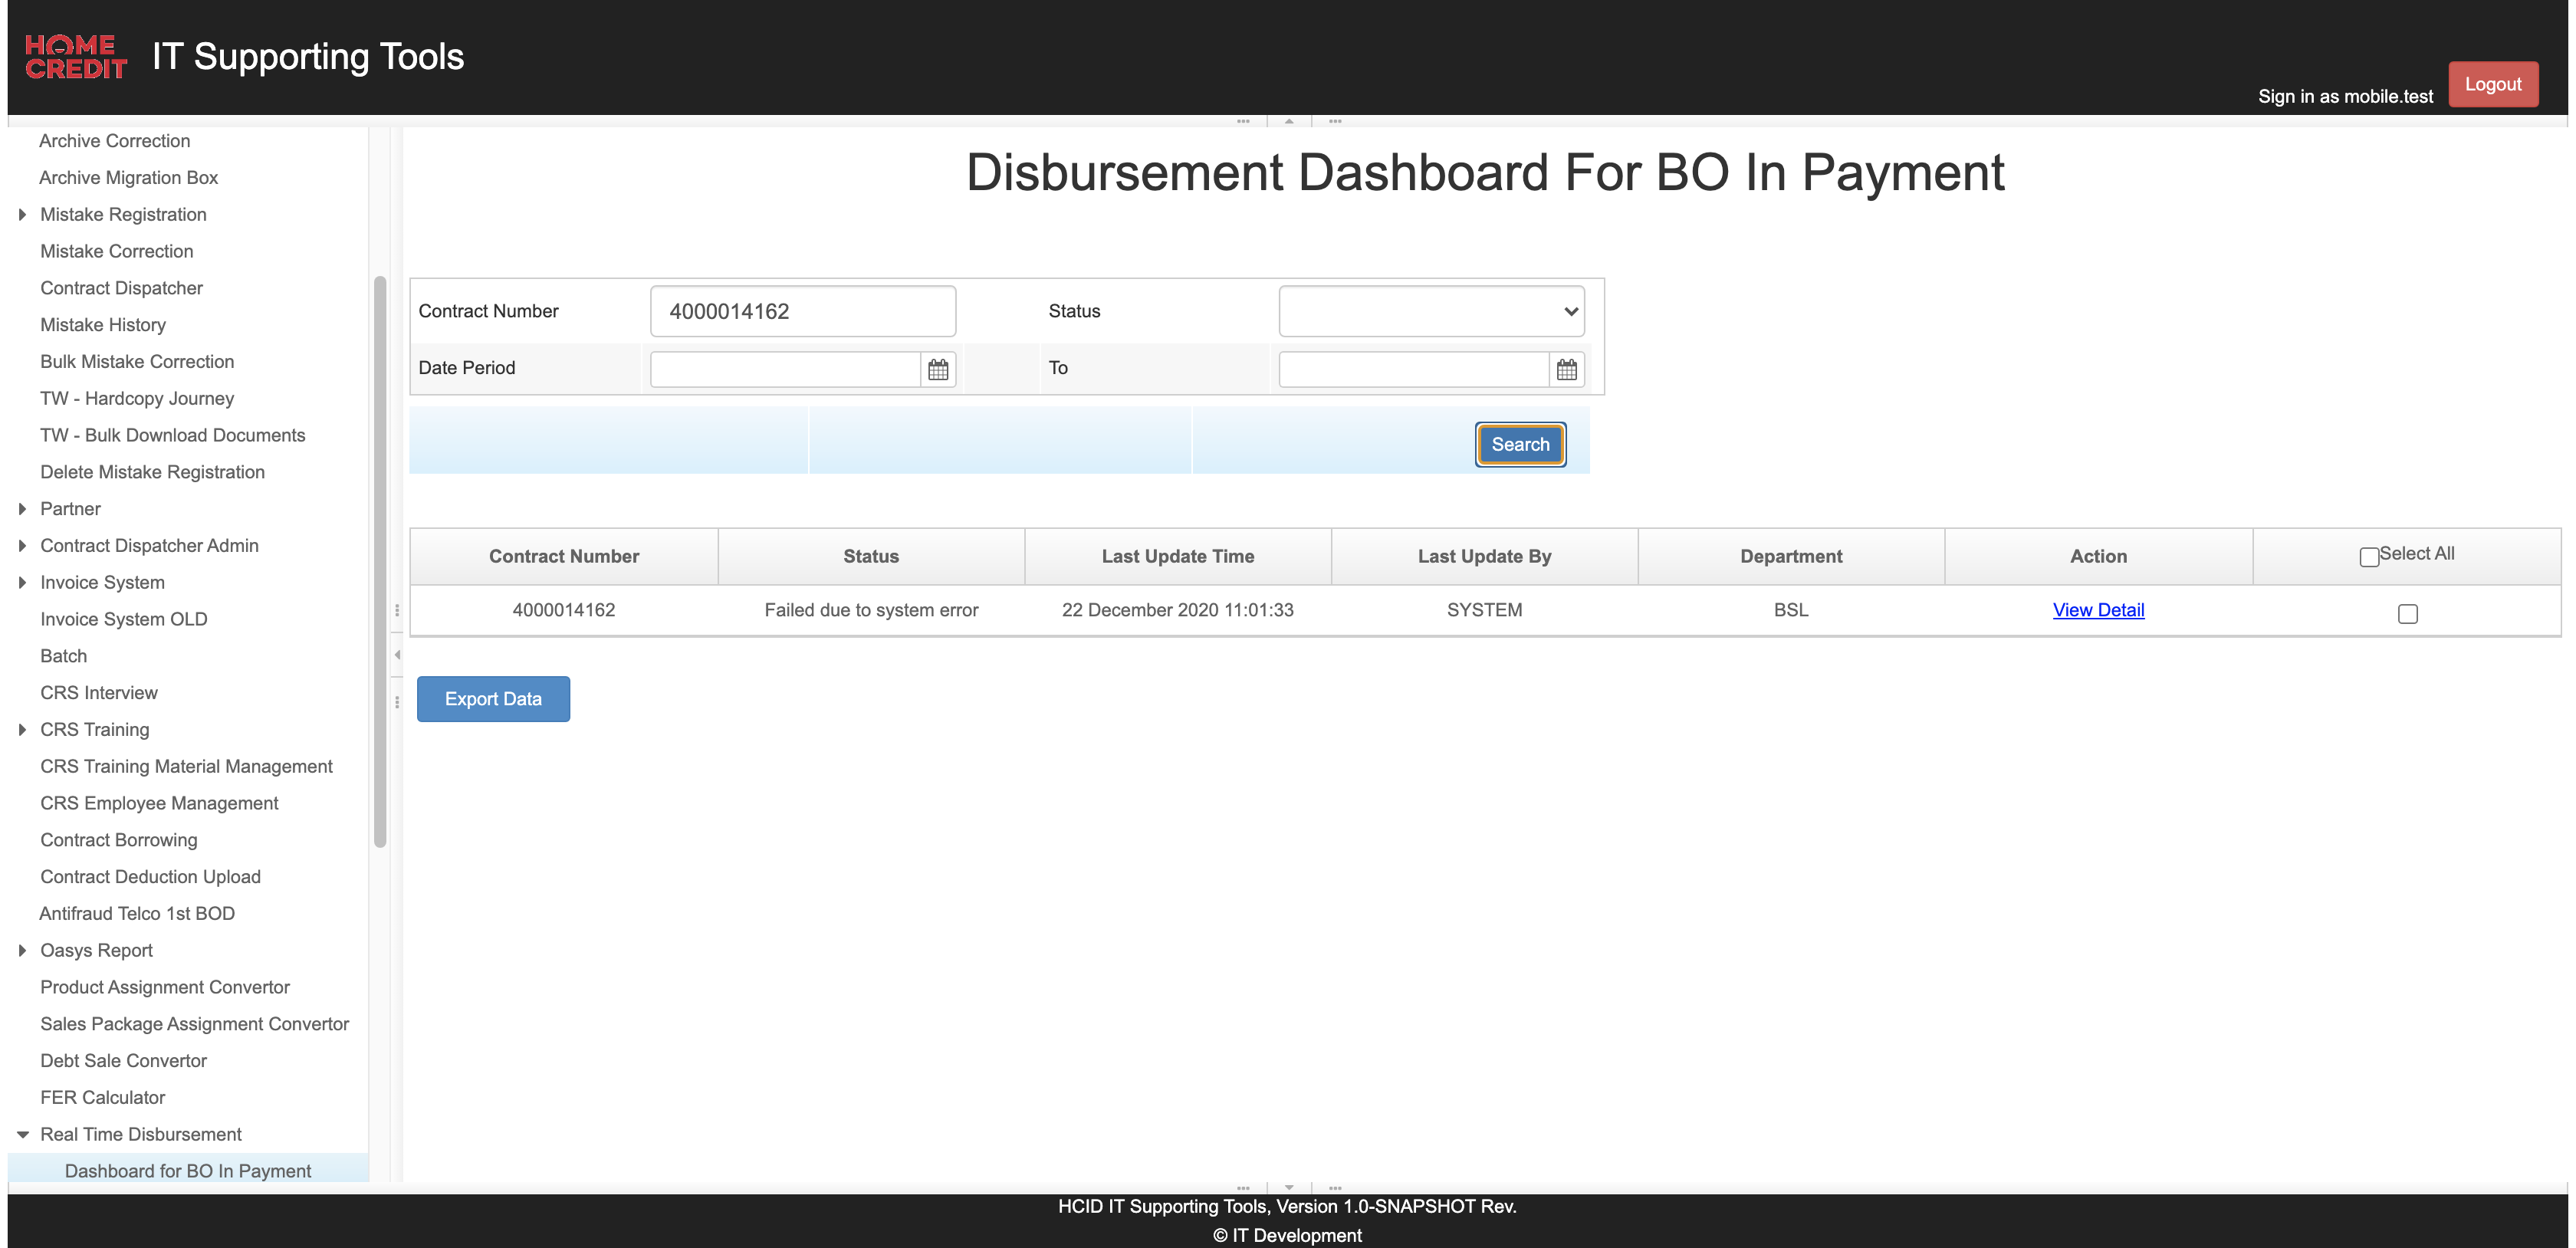 HOME
CREDIT
IT Supporting Tools
Sign in as mobile.test
Logout
Archive Correction
Archive Migration Box
Mistake Registration
Mistake Correction
Contract Dispatcher
Mistake History
Bulk Mistake Correction
TW - Hardcopy Journey
TW - Bulk Download Documents
Delete Mistake Registration
Partner
Contract Dispatcher Admin
Invoice System
Invoice System OLD
Batch
CRS Interview
CRS Training
CRS Training Material Management
CRS Employee Management
Contract Borrowing
Contract Deduction Upload
Antifraud Telco 1st BOD
Oasys Report
Product Assignment Convertor
Sales Package Assignment Convertor
Debt Sale Convertor
FER Calculator
Real Time Disbursement
Dashboard for BO In Payment
Disbursement Dashboard For BO In Payment
Contract Number 4000014162 Status
Date Period To
Search
Contract Number Status Last Update Time Last Update By Department Action Select All
4000014162 Failed due to system error 22 December 2020 11:01:33 SYSTEM BSL View Detail
Export Data
HCID IT Supporting Tools, Version 1.0-SNAPSHOT Rev.
© IT Development